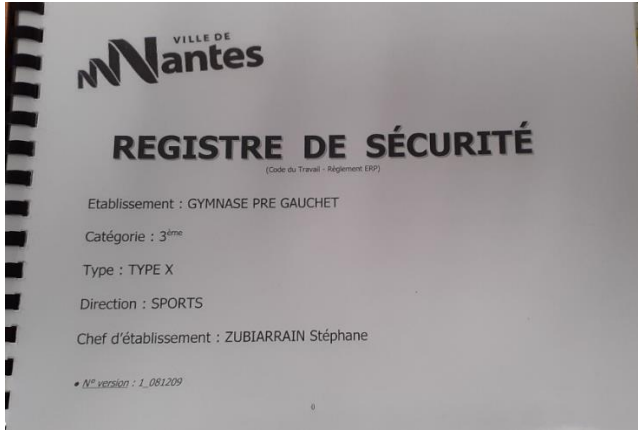 VILLE DE
Nantes
REGISTRE DE SÉCURITÉ
(Code du Travail - Règlement ERP)
Etablissement : GYMNASE PRE GAUCHET
Catégorie : 3ème
Type : TYPE X
Direction : SPORTS
Chef d'établissement : ZUBIARRAIN Stéphane
• N° version : 1_081209
0